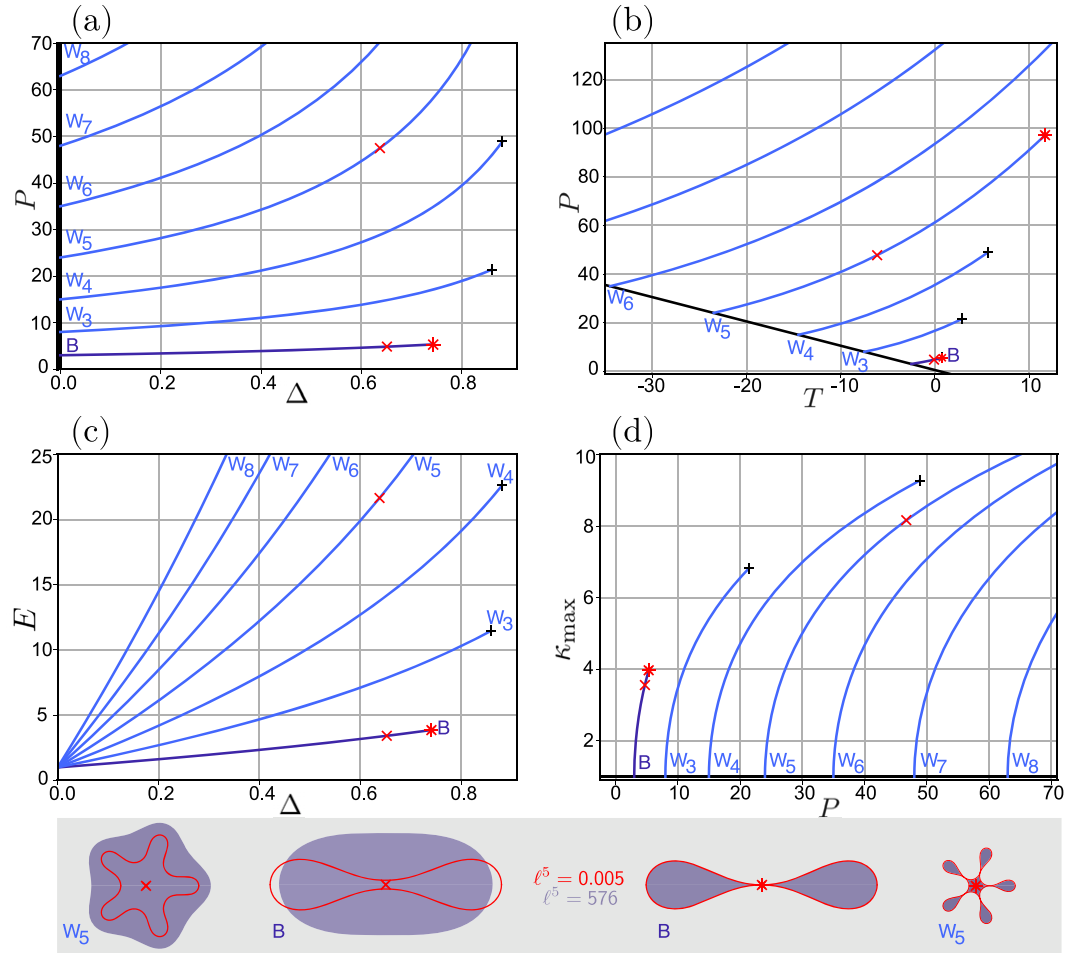 (a)
70
60
50
40
30
20
10
0
P
W8
W7
W6
W5
W4
W3
B
0.0
0.2
0.4
0.6
0.8
Δ
(b)
120
100
80
60
40
20
0
P
W6
W5
W4
W3
B
-30
-20
-10
0
10
T
(c)
25
20
15
10
5
0
E
W8
W7
W6
W5
W4
W3
B
0.0
0.2
0.4
0.6
0.8
Δ
(d)
10
8
6
4
2
κmax
B
W3
W4
W5
W6
W7
W8
0
10
20
30
40
50
60
70
P
W5
B
ℓ⁵ = 0.005
ℓ⁵ = 576
B
W5